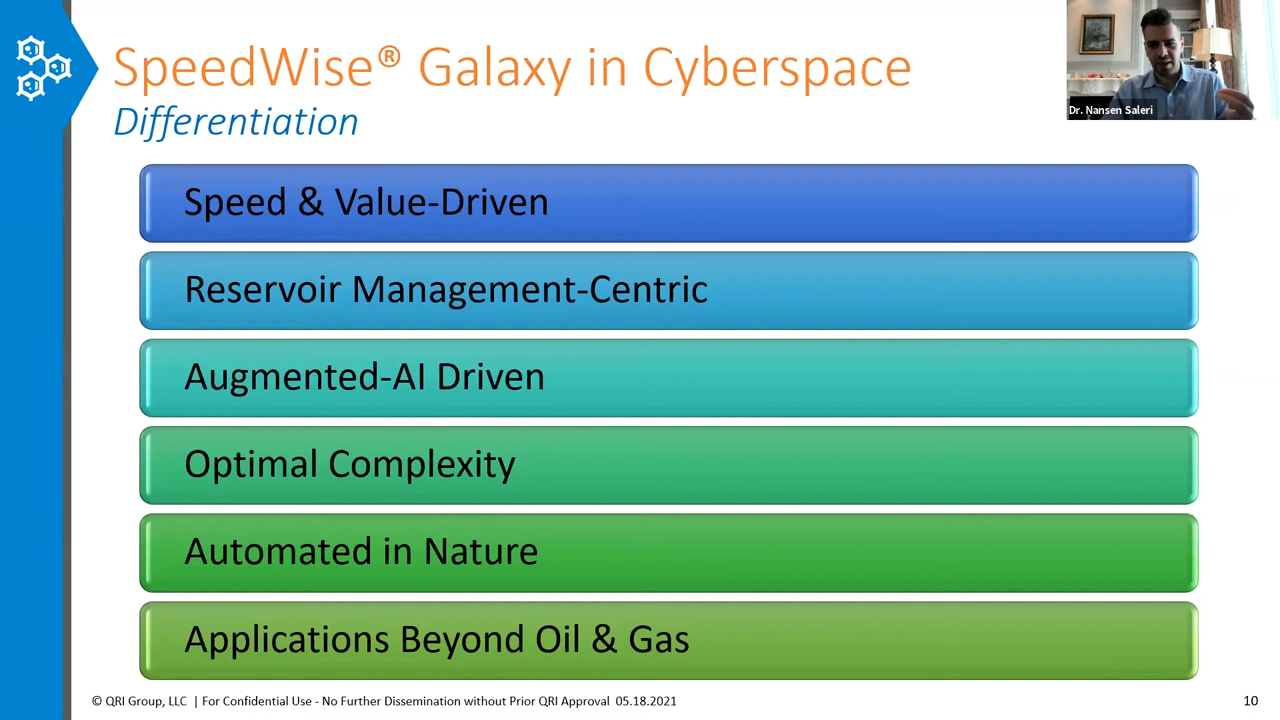 SpeedWise® Galaxy in Cyberspace
Differentiation
Dr. Nansen Saleri
Speed & Value-Driven
Reservoir Management-Centric
Augmented-AI Driven
Optimal Complexity
Automated in Nature
Applications Beyond Oil & Gas
© QRI Group, LLC | For Confidential Use - No Further Dissemination without Prior QRI Approval 05.18.2021
10